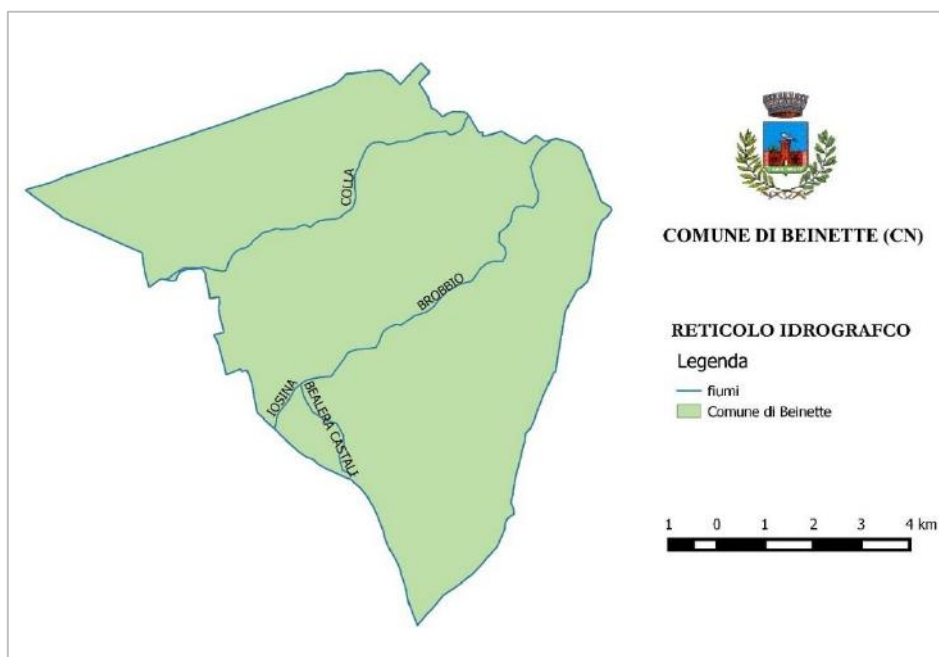 COLLA
BROBBIO
IOSINA
BEALERA CASTALI
COMUNE DI BEINETTE (CN)
RETICOLO IDROGRAFCO
Legenda
fiumi
Comune di Beinette
1 0 1 2 3 4 km